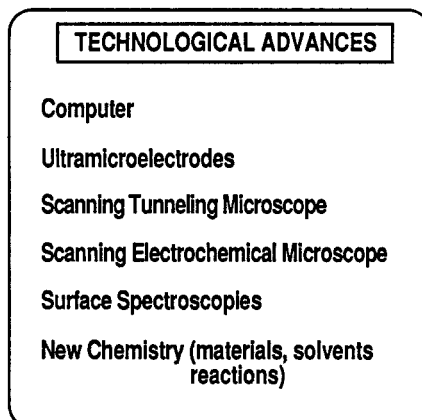 TECHNOLOGICAL ADVANCES
Computer
Ultramicroelectrodes
Scanning Tunneling Microscope
Scanning Electrochemical Microscope
Surface Spectroscopies
New Chemistry (materials, solvents
reactions)